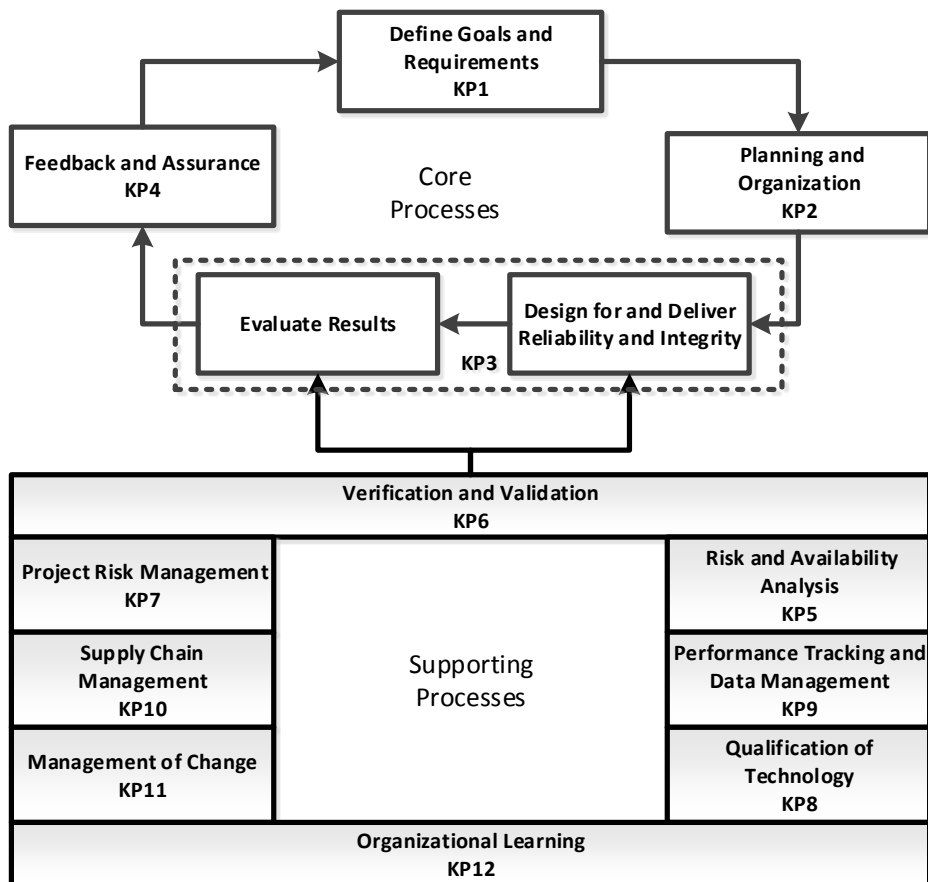 Define Goals and
Requirements
KP1
Feedback and Assurance
KP4
Planning and
Organization
KP2
Core
Processes
Evaluate Results
Design for and Deliver
Reliability and Integrity
KP3
Verification and Validation
KP6
Project Risk Management
KP7
Risk and Availability
Analysis
KP5
Supply Chain
Management
KP10
Supporting
Processes
Performance Tracking and
Data Management
KP9
Management of Change
KP11
Qualification of
Technology
KP8
Organizational Learning
KP12